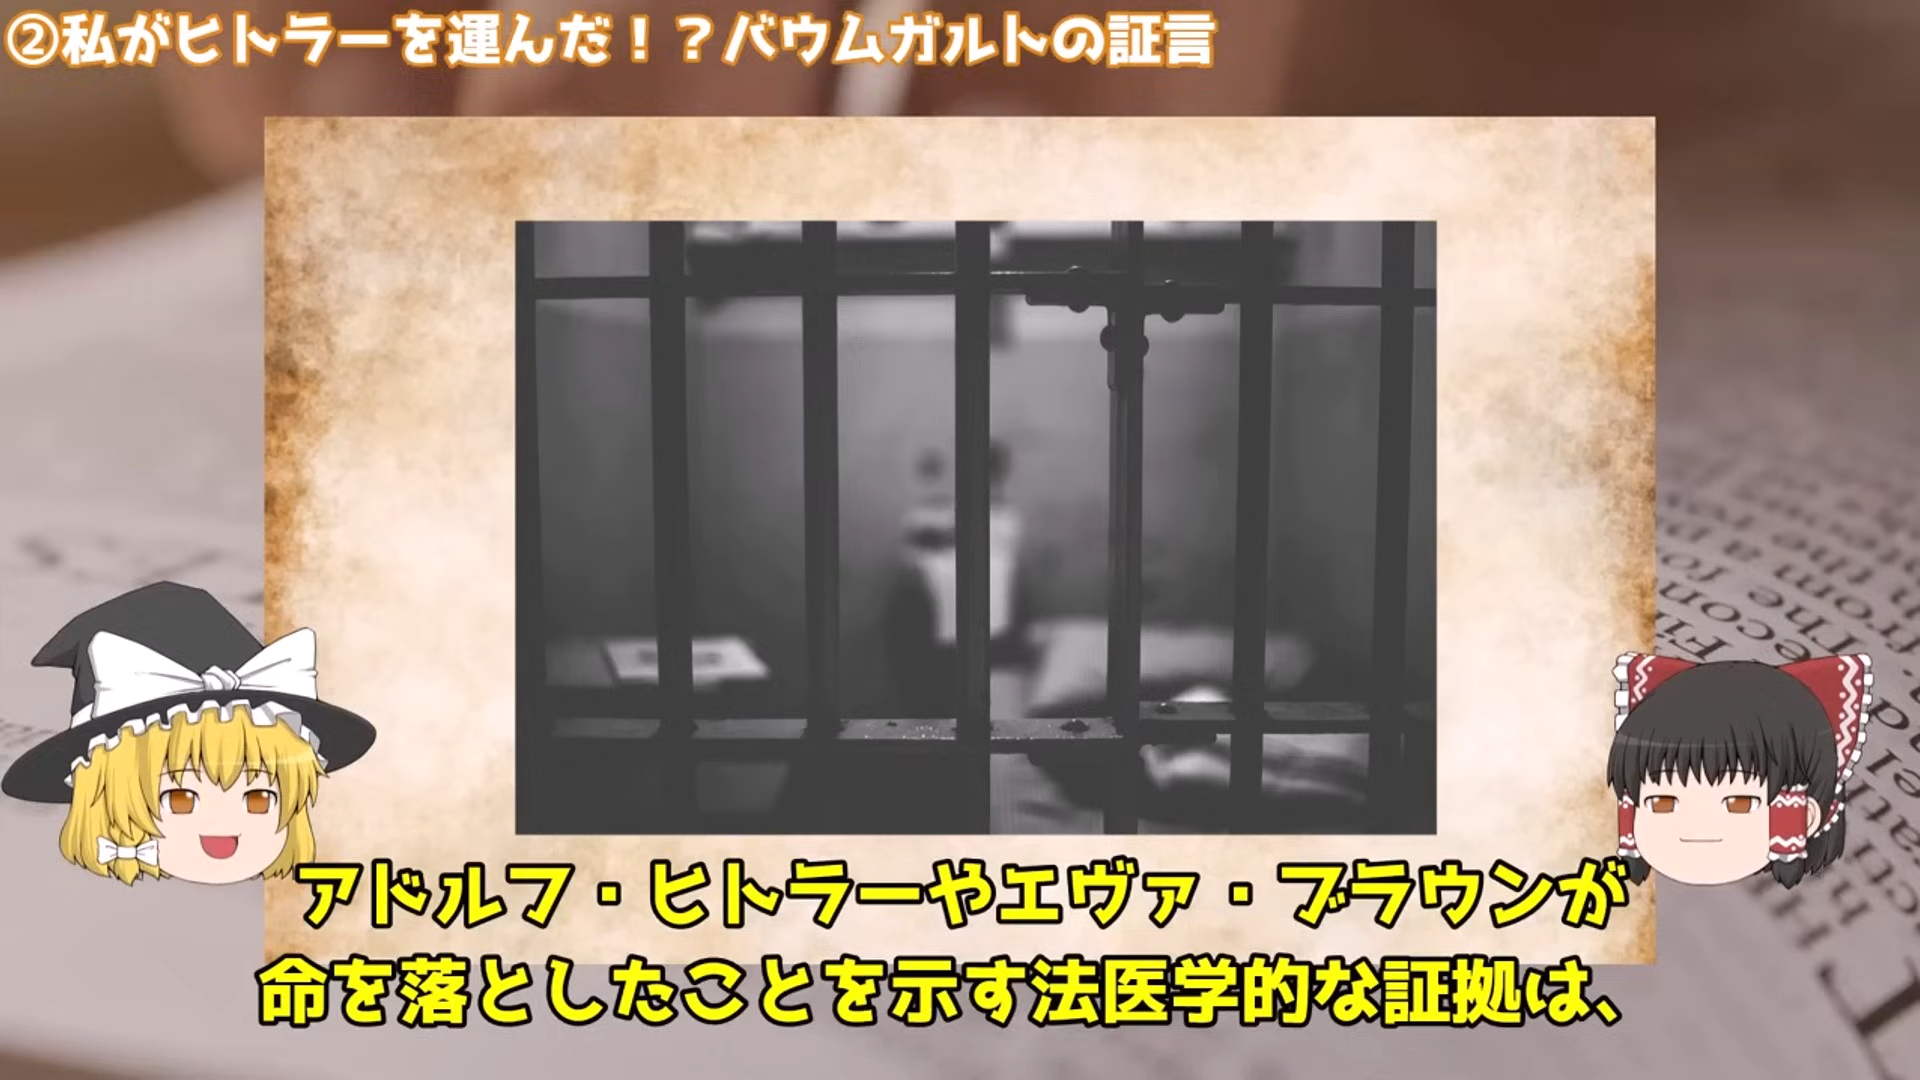 ②私がヒトラーを運んだ！？バウムガルトの証言
アドルフ・ヒトラーやエヴァ・ブラウンが
命を落としたことを示す法医学的な証拠は、